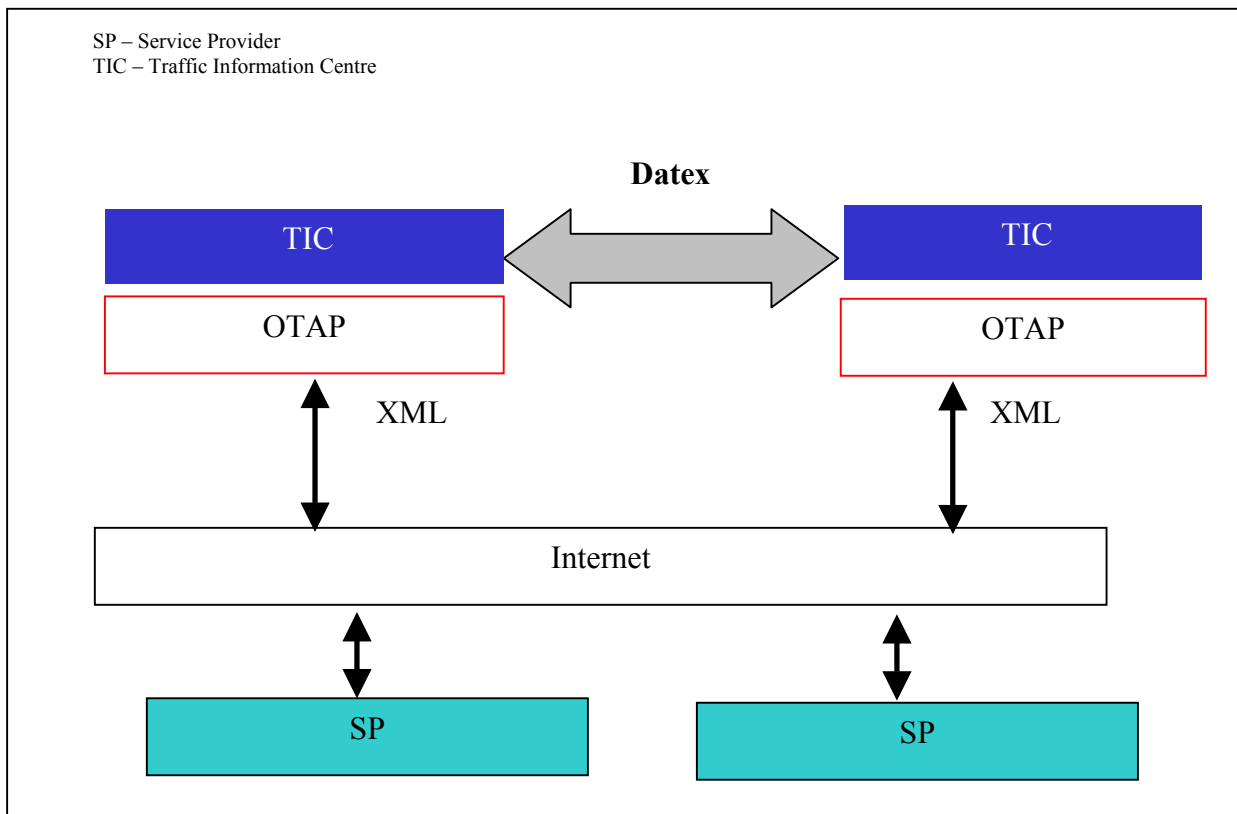 SP – Service Provider
TIC – Traffic Information Centre
Datex
TIC
TIC
OTAP
OTAP
XML
XML
Internet
SP
SP